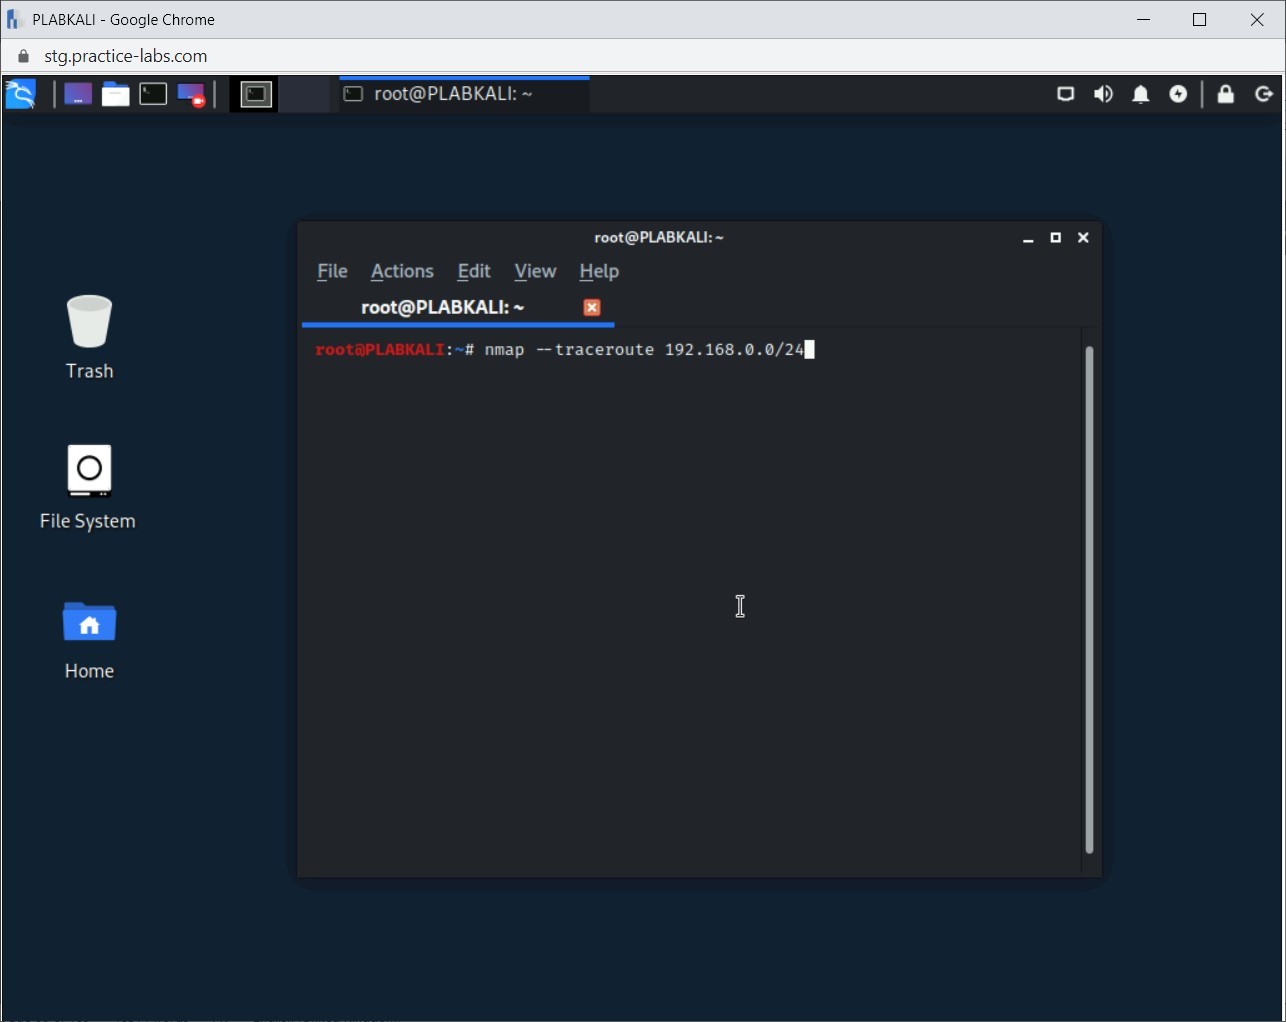 PLABKALI - Google Chrome
stg.practice-labs.com
root@PLABKALI: ~
root@PLABKALI: ~
File Actions Edit View Help
root@PLABKALI: ~
root@PLABKALI:~# nmap --traceroute 192.168.0.0/24
Trash
File System
Home